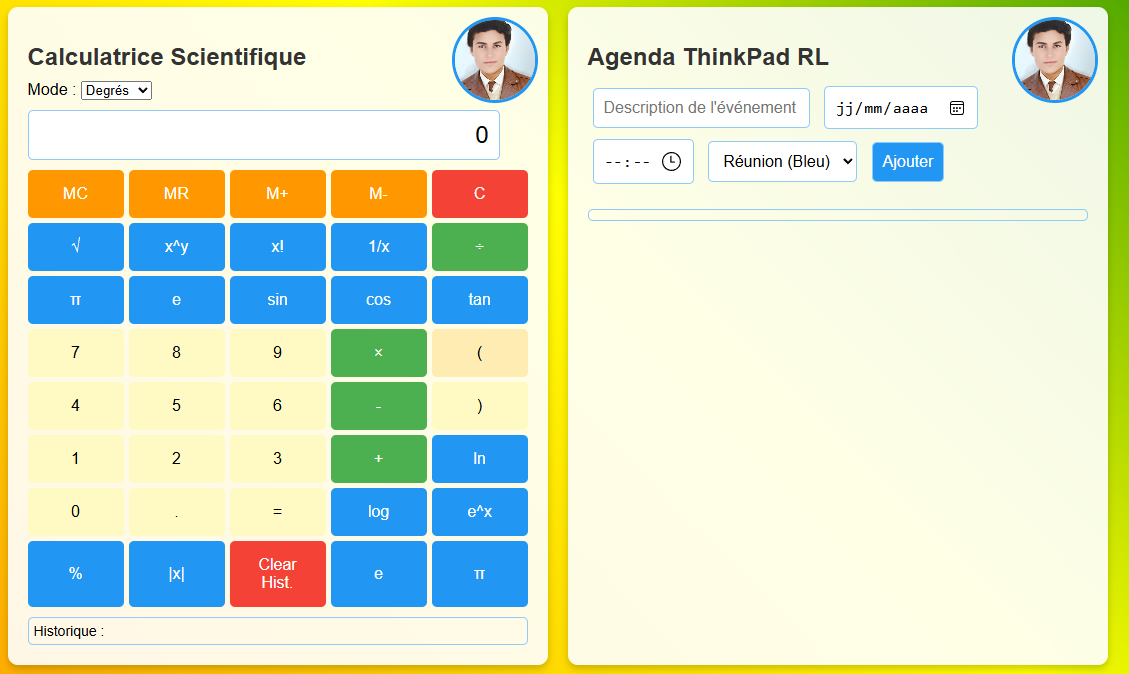 Calculatrice Scientifique
Mode : Degrés
0
MC MR M+ M- C
√ x^y x! 1/x ÷
π e sin cos tan
7 8 9 × (
4 5 6 - )
1 2 3 + ln
0 . = log e^x
% |x| Clear Hist. e π
Historique :
Agenda ThinkPad RL
Description de l'événement jj/mm/aaaa
--:-- Réunion (Bleu) Ajouter